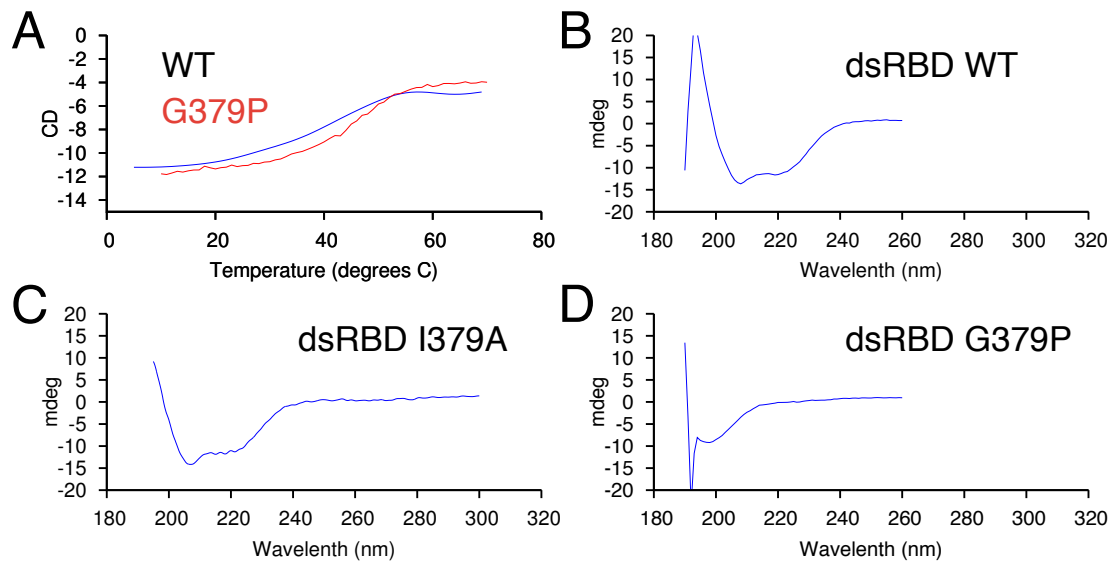 A
0
-2
-4
-6
-8
-10
-12
-14
CD
WT
G379P
0 20 40 60 80
Temperature (degrees C)
B
20
15
10
5
0
-5
-10
-15
-20
mdeg
dsRBD WT
180 200 220 240 260 280 300 320
Wavelenth (nm)
C
20
15
10
5
0
-5
-10
-15
-20
mdeg
dsRBD I379A
180 200 220 240 260 280 300 320
Wavelenth (nm)
D
20
15
10
5
0
-5
-10
-15
-20
mdeg
dsRBD G379P
180 200 220 240 260 280 300 320
Wavelenth (nm)